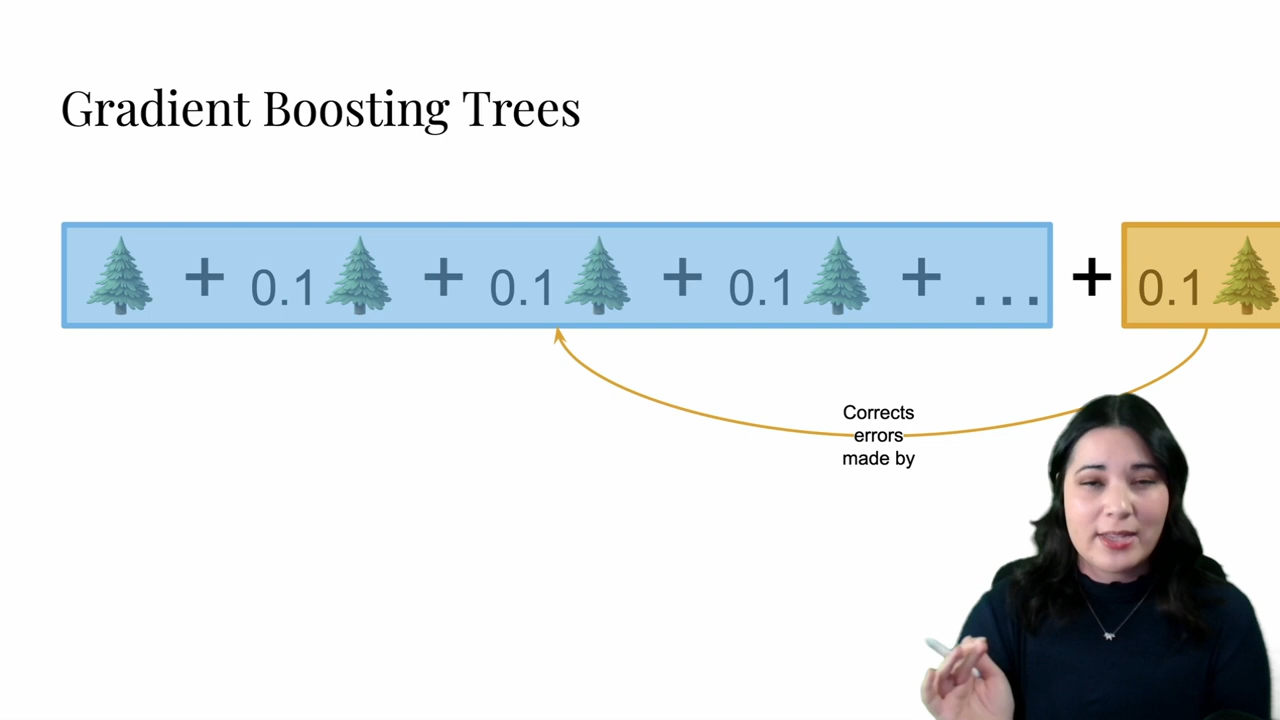 Gradient Boosting Trees
+ 0.1 + 0.1 + 0.1 + ... + 0.1
Corrects
errors
made by